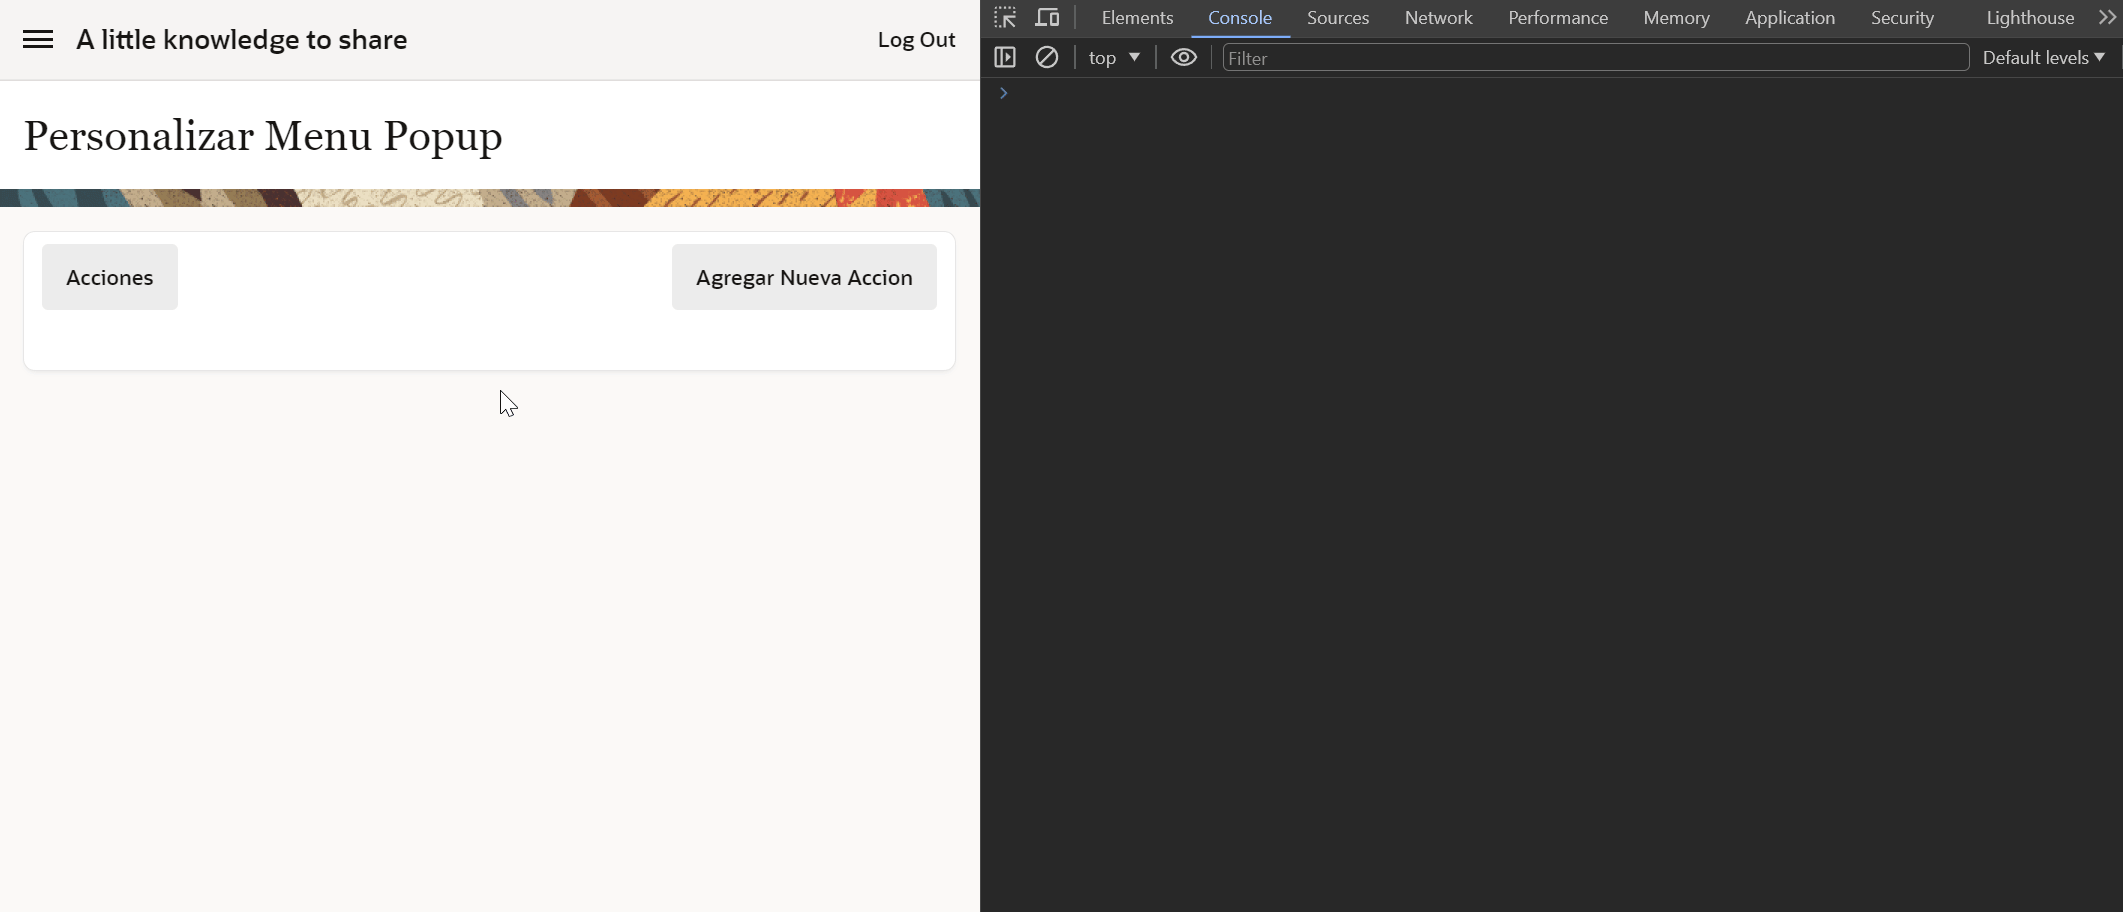 A little knowledge to share
Log Out
Personalizar Menu Popup
Acciones
Agregar Nueva Accion
Elements Console Sources Network Performance Memory Application Security Lighthouse
top Filter Default levels